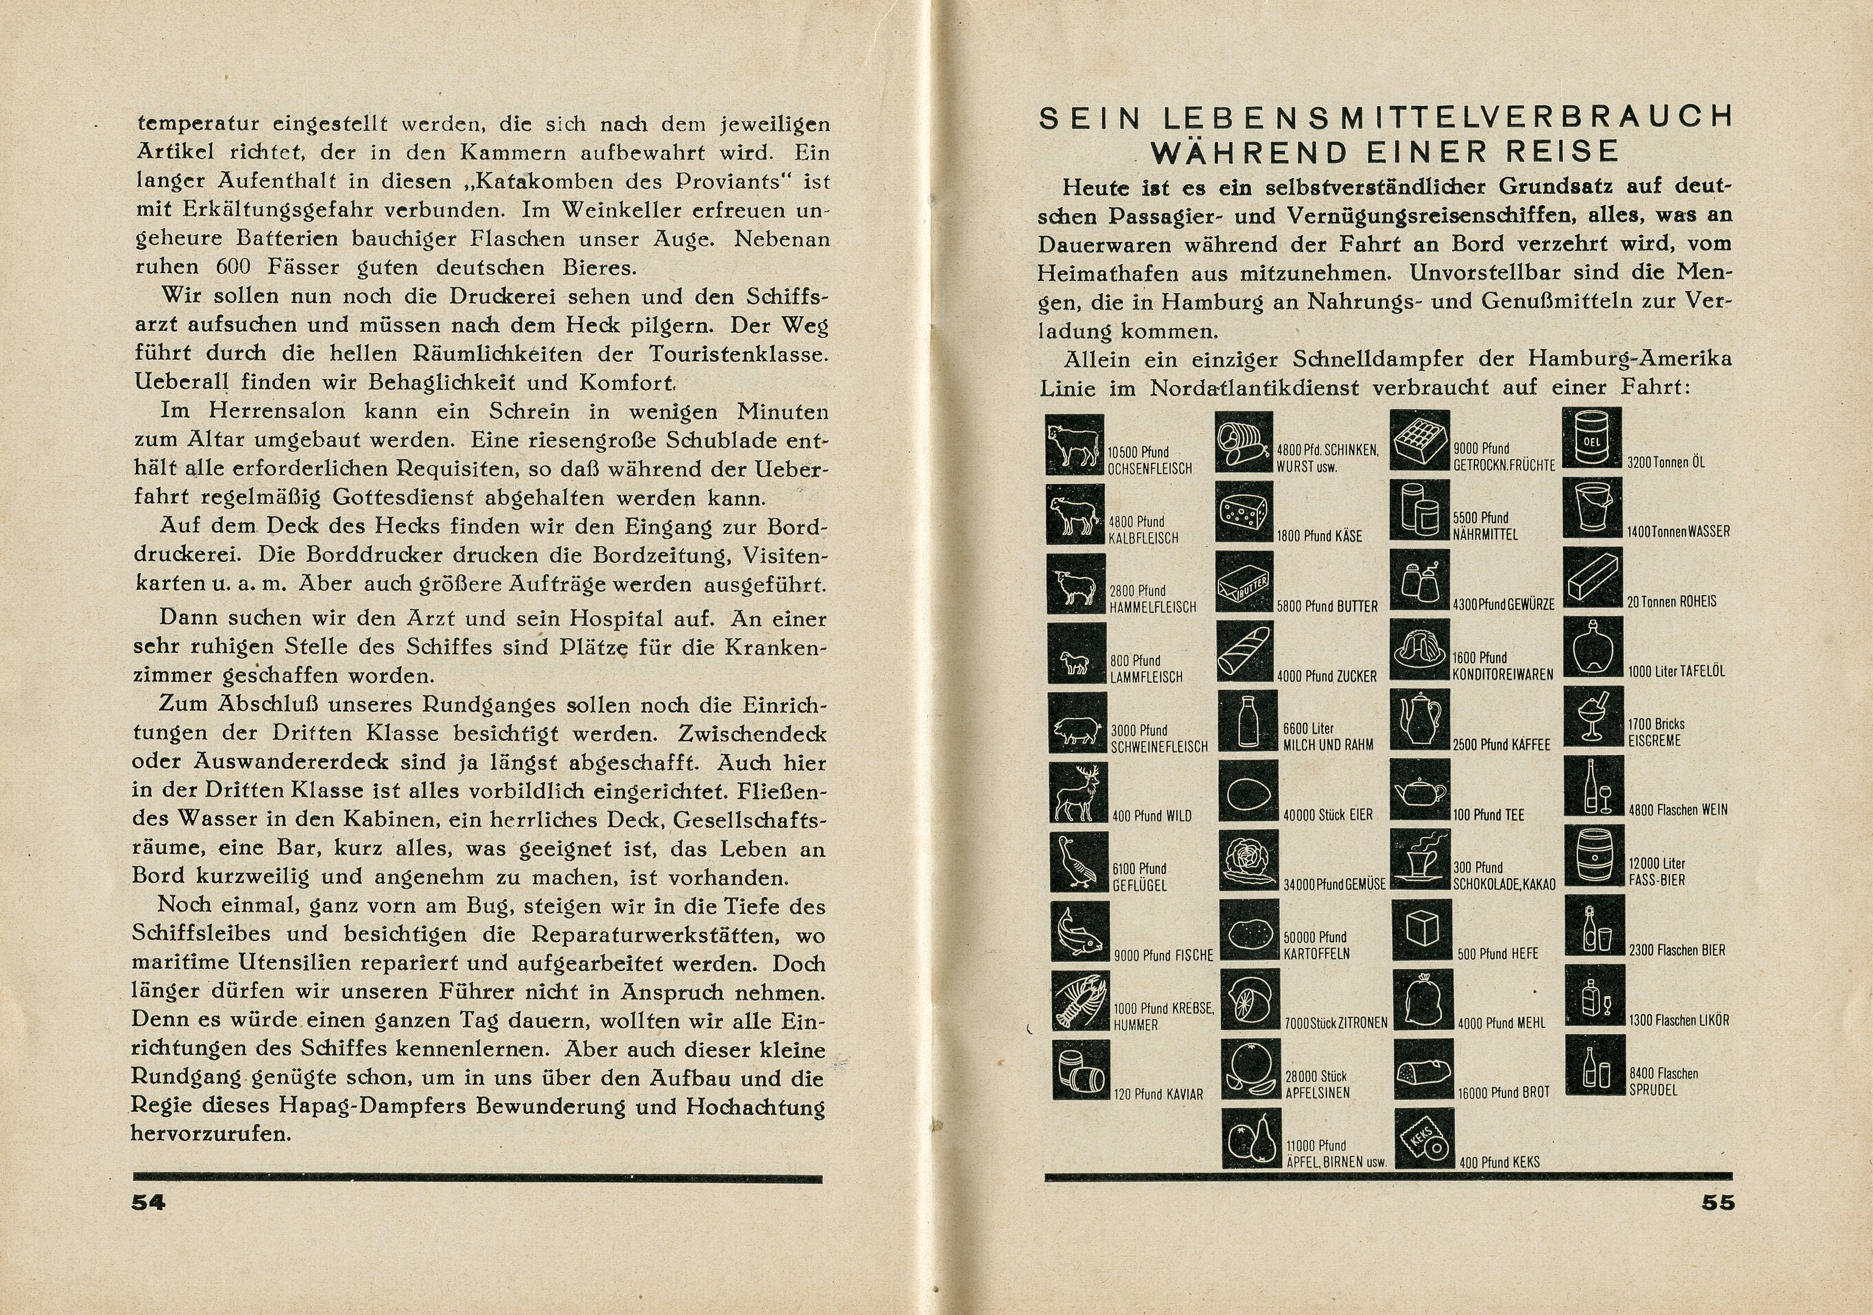 temperatur eingestellt werden, die sich nach dem jeweiligen
Artikel richtet, der in den Kammern aufbewahrt wird. Ein
langer Aufenthalt in diesen „Katakomben des Proviants“ ist
mit Erkältungsgefahr verbunden. Im Weinkeller erfreuen un-
geheure Batterien bauchiger Flaschen unser Auge. Nebenan
ruhen 600 Fässer guten deutschen Bieres.
Wir sollen nun noch die Druckerei sehen und den Schiffs-
arzt aufsuchen und müssen nach dem Heck pilgern. Der Weg
führt durch die hellen Räumlichkeiten der Touristenklasse.
Ueberall finden wir Behaglichkeit und Komfort.
Im Herrensalon kann ein Schrein in wenigen Minuten
zum Altar umgebaut werden. Eine riesengroße Schublade ent-
hält alle erforderlichen Requisiten, so daß während der Ueber-
fahrt regelmäßig Gottesdienst abgehalten werden kann.
Auf dem Deck des Hecks finden wir den Eingang zur Bord-
druckerei. Die Borddrucker drucken die Bordzeitung, Visiten-
karten u. a. m. Aber auch größere Aufträge werden ausgeführt.
Dann suchen wir den Arzt und sein Hospital auf. An einer
sehr ruhigen Stelle des Schiffes sind Plätze für die Kranken-
zimmer geschaffen worden.
Zum Abschluß unseres Rundganges sollen noch die Einrich-
tungen der Dritten Klasse besichtigt werden. Zwischendeck
oder Auswandererdeck sind ja längst abgeschafft. Auch hier
in der Dritten Klasse ist alles vorbildlich eingerichtet. Fließen-
des Wasser in den Kabinen, ein herrliches Deck, Gesellschafts-
räume, eine Bar, kurz alles, was geeignet ist, das Leben an
Bord kurzweilig und angenehm zu machen, ist vorhanden.
Noch einmal, ganz vorn am Bug, steigen wir in die Tiefe des
Schiffsleibes und besichtigen die Reparaturwerkstätten, wo
maritime Utensilien repariert und aufgearbeitet werden. Doch
länger dürfen wir unseren Führer nicht in Anspruch nehmen.
Denn es würde einen ganzen Tag dauern, wollten wir alle Ein-
richtungen des Schiffes kennenlernen. Aber auch dieser kleine
Rundgang genügte schon, um in uns über den Aufbau und die
Regie dieses Hapag-Dampfers Bewunderung und Hochachtung
hervorzurufen.
54
SEIN LEBENSMITTELVERBRAUCH
WÄHREND EINER REISE
Heute ist es ein selbstverständlicher Grundsatz auf deut-
schen Passagier- und Vernügungsreisenschiffen, alles, was an
Dauerwaren während der Fahrt an Bord verzehrt wird, vom
Heimathafen aus mitzunehmen. Unvorstellbar sind die Men-
gen, die in Hamburg an Nahrungs- und Genußmitteln zur Ver-
ladung kommen.
Allein ein einziger Schnelldampfer der Hamburg-Amerika
Linie im Nordatlantikdienst verbraucht auf einer Fahrt:
10500 Pfund
OCHSENFLEISCH
4800 Pfund
KALBFLEISCH
2800 Pfund
HAMMELFLEISCH
800 Pfund
LAMMFLEISCH
3000 Pfund
SCHWEINEFLEISCH
400 Pfund WILD
6100 Pfund
GEFLÜGEL
9000 Pfund FISCHE
1000 Pfund KREBSE,
HUMMER
120 Pfund KAVIAR
4800 Pfd. SCHINKEN,
WURST usw.
1800 Pfund KÄSE
BUTTER
5800 Pfund BUTTER
4000 Pfund ZUCKER
6600 Liter
MILCH UND RAHM
40000 Stück EIER
34000 Pfund GEMÜSE
50000 Pfund
KARTOFFELN
7000 Stück ZITRONEN
28000 Stück
APFELSINEN
11000 Pfund
ÄPFEL, BIRNEN usw.
9000 Pfund
GETROCKN. FRÜCHTE
5500 Pfund
NÄHRMITTEL
4300 Pfund GEWÜRZE
1600 Pfund
KONDITOREIWAREN
2500 Pfund KAFFEE
100 Pfund TEE
300 Pfund
SCHOKOLADE, KAKAO
500 Pfund HEFE
4000 Pfund MEHL
16000 Pfund BROT
KEKS
400 Pfund KEKS
OEL
3200 Tonnen ÖL
1400 Tonnen WASSER
20 Tonnen ROHEIS
1000 Liter TAFELÖL
1700 Bricks
EISCREME
4800 Flaschen WEIN
12000 Liter
FASS-BIER
2300 Flaschen BIER
1300 Flaschen LIKÖR
8400 Flaschen
SPRUDEL
55